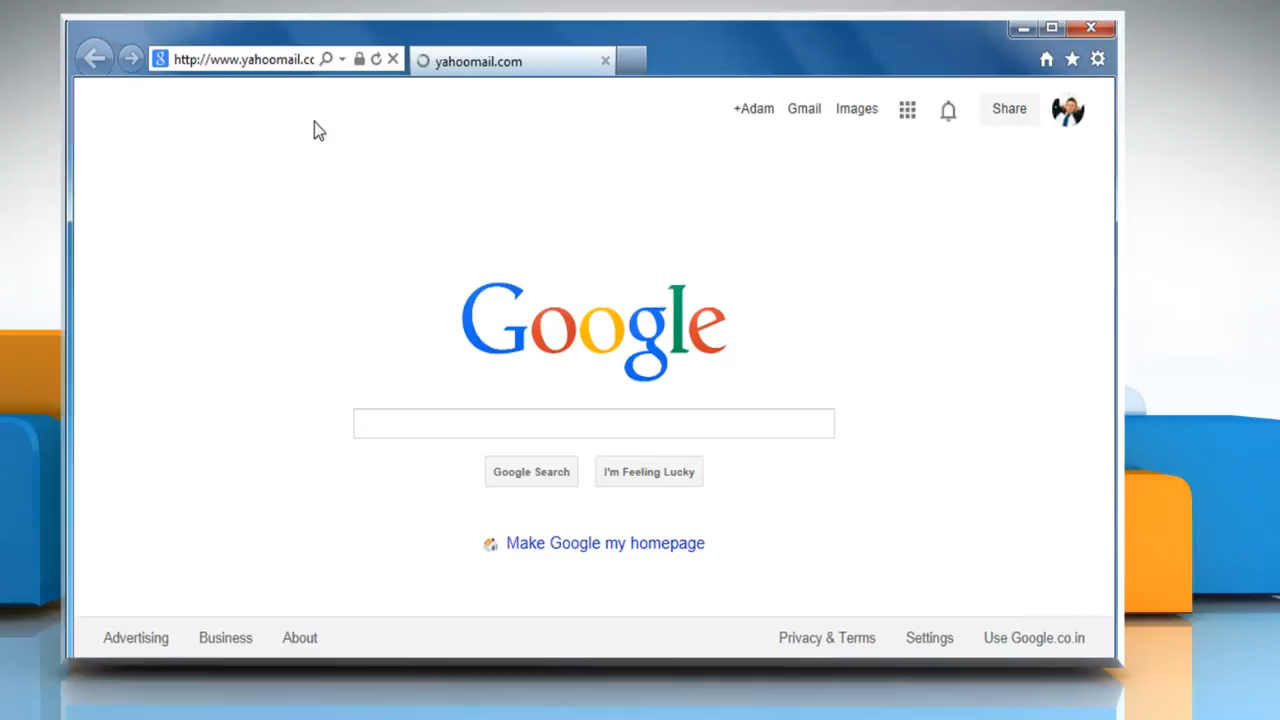 http://www.yahoomail.cc
yahoomail.com
+Adam Gmail Images Share
Google
Google Search I'm Feeling Lucky
Make Google my homepage
Advertising Business About Privacy & Terms Settings Use Google.co.in